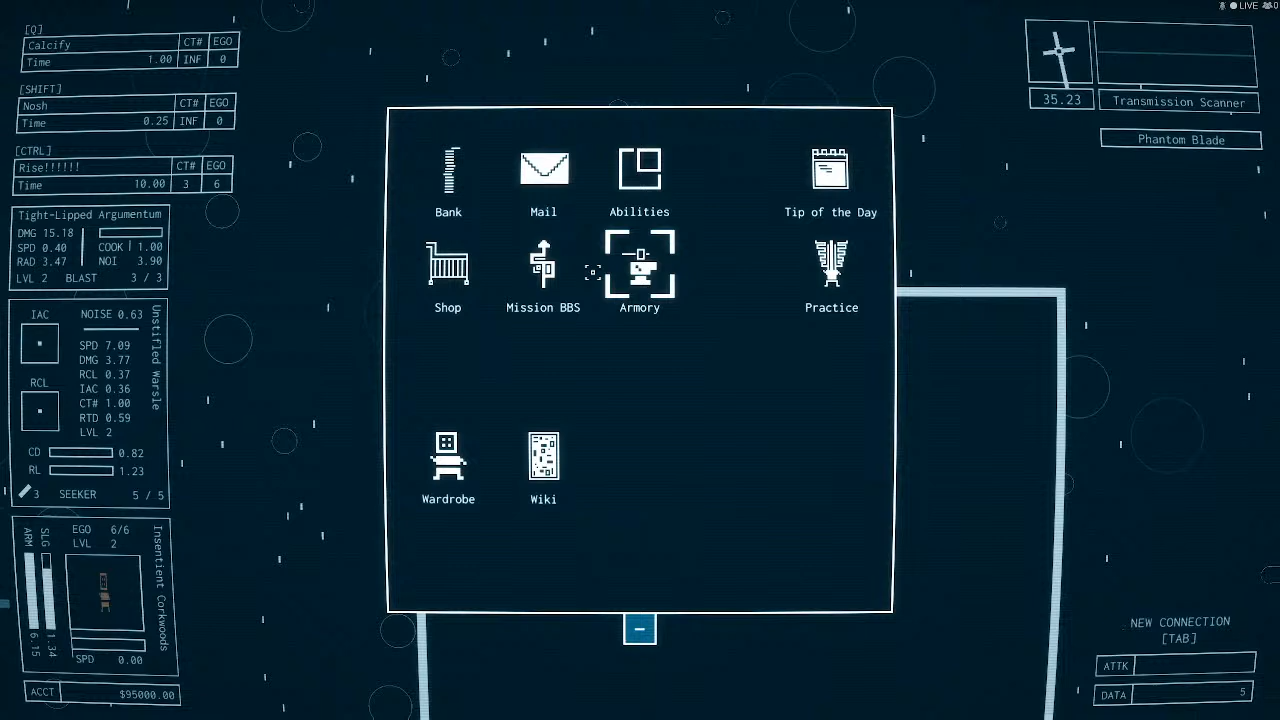 LIVE 0
[Q]
Calcify CT# EGO
Time 1.00 INF 0
[SHIFT]
Nosh CT# EGO
Time 0.25 INF 0
[CTRL]
Rise!!!!!! CT# EGO
Time 10.00 3 6
Tight-Lipped Argumentum
DMG 15.18
SPD 0.40 COOK 1.00
RAD 3.47 NOI 3.90
LVL 2 BLAST 3 / 3
IAC NOISE 0.63
Unstifled Warsle
SPD 7.09
DMG 3.77
RCL RCL 0.37
IAC 0.36
CT# 1.00
RTD 0.59
LVL 2
CD 0.82
RL 1.23
3 SEEKER 5 / 5
ARM SLG EGO 6/6
LVL 2
Insentient Corkwoods
6.15 1.34
SPD 0.00
ACCT $95000.00
Bank Mail Abilities Tip of the Day
Shop Mission BBS Armory Practice
Wardrobe Wiki
35.23 Transmission Scanner
Phantom Blade
NEW CONNECTION
[TAB]
ATTK
DATA 5